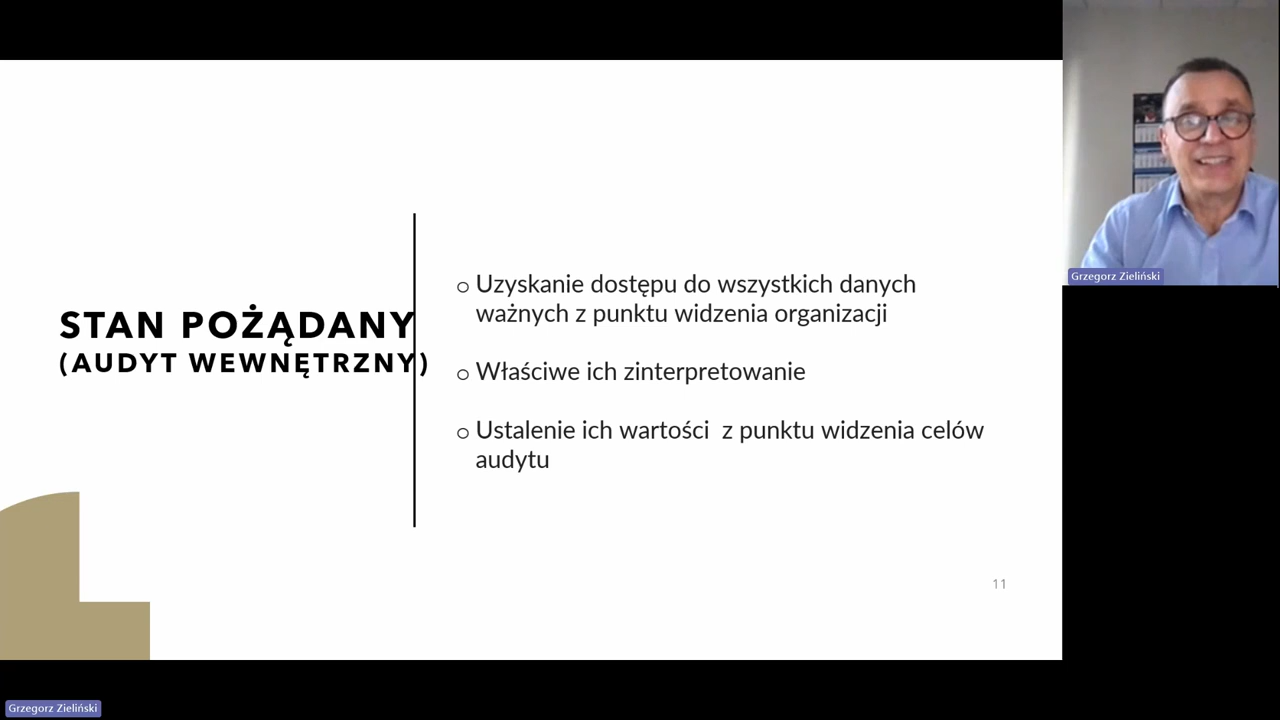 STAN POŻĄDANY
(AUDYT WEWNĘTRZNY)
o Uzyskanie dostępu do wszystkich danych
ważnych z punktu widzenia organizacji
o Właściwe ich zinterpretowanie
o Ustalenie ich wartości  z punktu widzenia celów
audytu
11
Grzegorz Zieliński
Grzegorz Zieliński